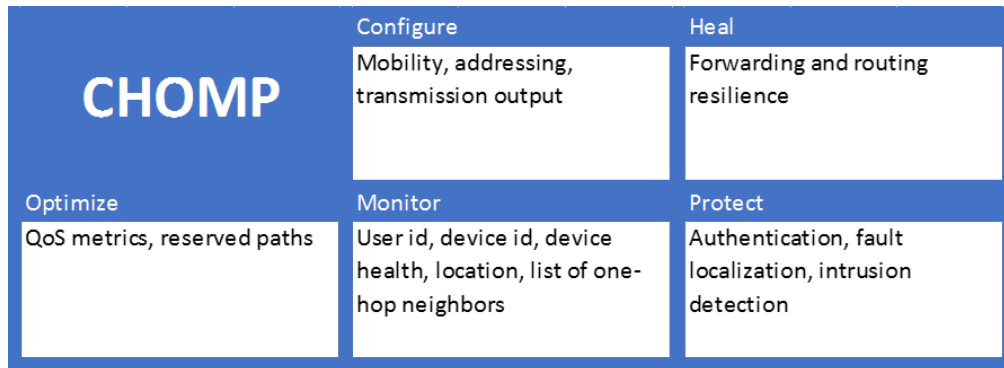 CHOMP
Configure
Mobility, addressing,
transmission output
Heal
Forwarding and routing
resilience
Optimize
QoS metrics, reserved paths
Monitor
User id, device id, device
health, location, list of one-
hop neighbors
Protect
Authentication, fault
localization, intrusion
detection